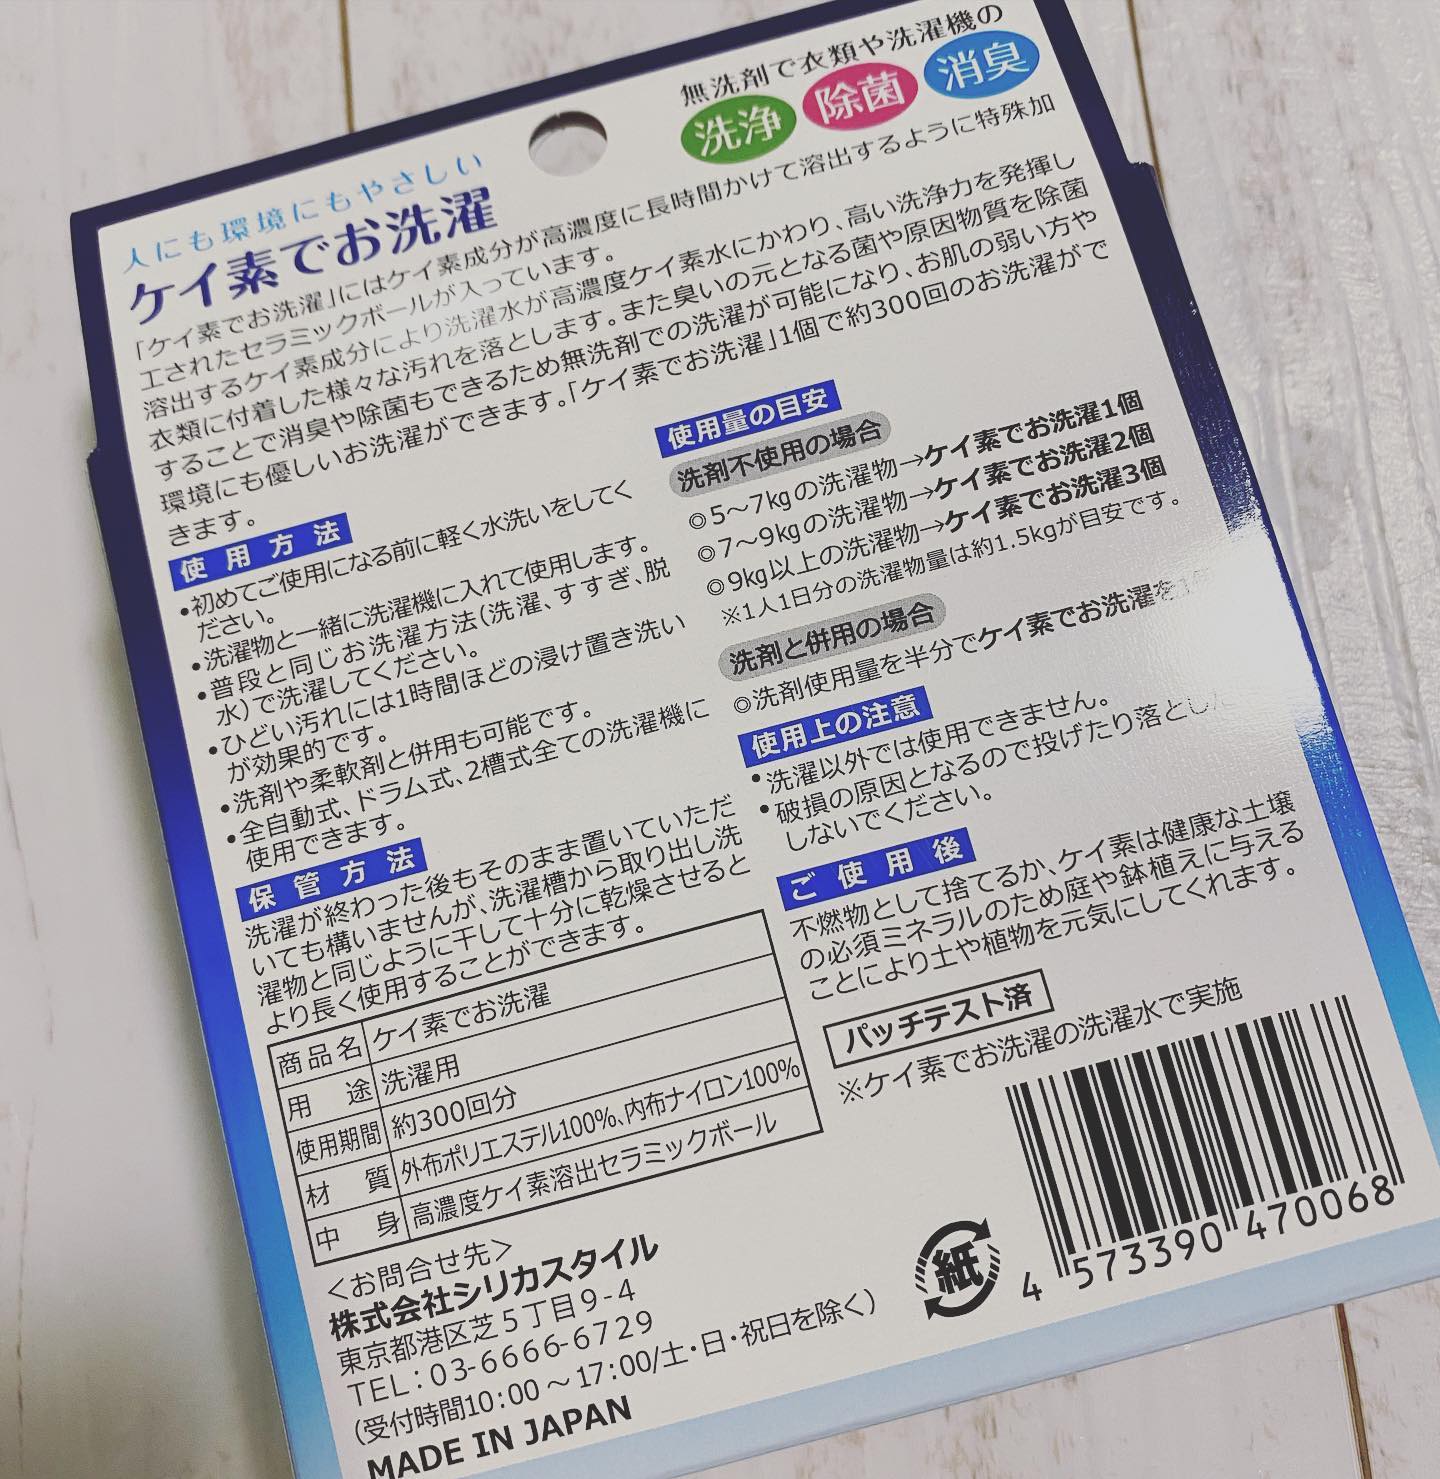 無洗剤で衣類や洗濯機の
洗浄 除菌 消臭
人にも環境にもやさしい
ケイ素でお洗濯
「ケイ素でお洗濯」にはケイ素成分が高濃度に長時間かけて溶出するように特殊加
工されたセラミックボールが入っています。
溶出するケイ素成分により洗濯水が高濃度ケイ素水にかわり、高い洗浄力を発揮し
衣類に付着した様々な汚れを落とします。また臭いの元となる菌や原因物質を除菌
することで消臭や除菌もできるため無洗剤での洗濯が可能になり、お肌の弱い方や
環境にも優しいお洗濯ができます。「ケイ素でお洗濯」1個で約300回のお洗濯がで
きます。
使用方法
•初めてご使用になる前に軽く水洗いをしてく
ださい。
•洗濯物と一緒に洗濯機に入れて使用します。
•普段と同じお洗濯方法(洗濯、すすぎ、脱
水)で洗濯してください。
•ひどい汚れには1時間ほどの浸け置き洗い
が効果的です。
•洗剤や柔軟剤と併用も可能です。
•全自動式、ドラム式、2槽式全ての洗濯機に
使用できます。
保管方法
洗濯が終わった後もそのまま置いていただ
いても構いませんが、洗濯槽から取り出し洗
濯物と同じように干して十分に乾燥させると
より長く使用することができます。
商品名 ケイ素でお洗濯
用途 洗濯用
使用期間 約300回分
材質 外布ポリエステル100%、内布ナイロン100%
中身 高濃度ケイ素溶出セラミックボール
<お問合せ先>
株式会社シリカスタイル
東京都港区芝5丁目9-4
TEL:03-6666-6729
(受付時間10:00～17:00/土・日・祝日を除く)
MADE IN JAPAN
使用量の目安
洗剤不使用の場合
◎5～7kgの洗濯物→ケイ素でお洗濯1個
◎7～9kgの洗濯物→ケイ素でお洗濯2個
◎9kg以上の洗濯物→ケイ素でお洗濯3個
※1人1日分の洗濯物量は約1.5kgが目安です。
洗剤と併用の場合
◎洗剤使用量を半分でケイ素でお洗濯を
使用上の注意
•洗濯以外では使用できません。
•破損の原因となるので投げたり落とし
しないでください。
ご使用後
不燃物として捨てるか、ケイ素は健康な土壌
の必須ミネラルのため庭や鉢植えに与える
ことにより土や植物を元気にしてくれます。
パッチテスト済
※ケイ素でお洗濯の洗濯水で実施
紙
4 573390 470068